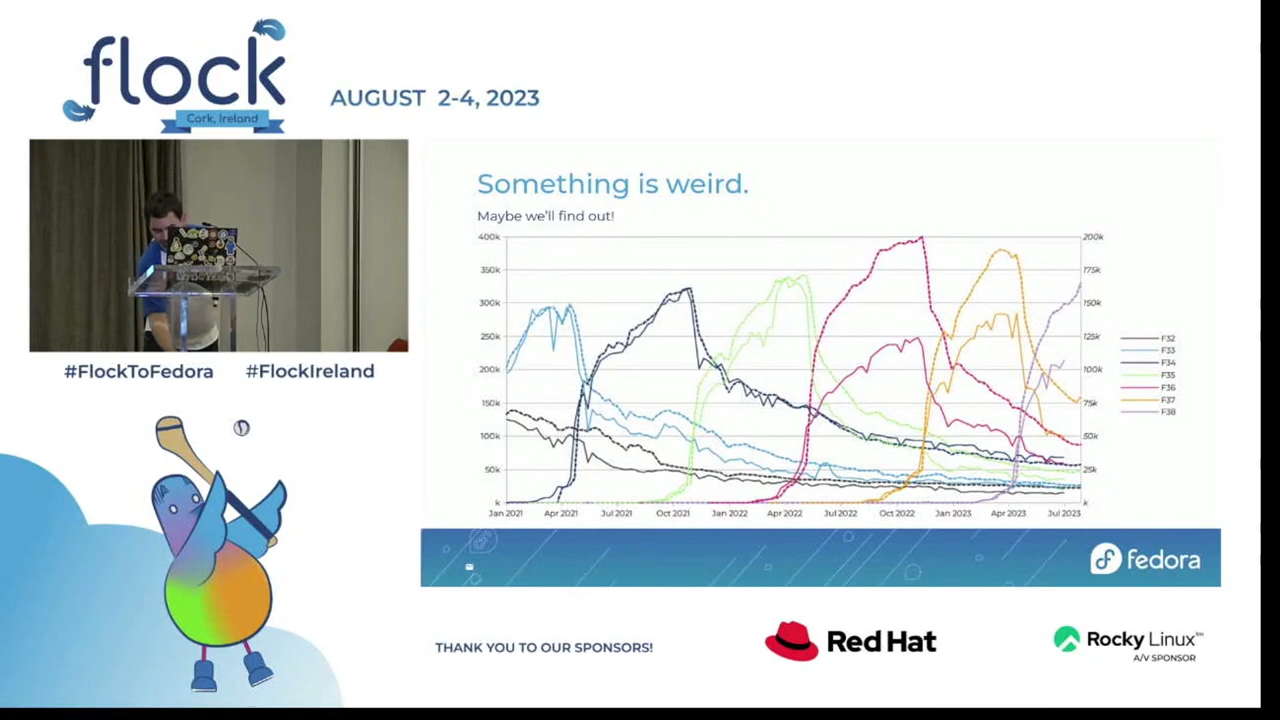 flock
Cork, Ireland
AUGUST 2-4, 2023
#FlockToFedora #FlockIreland
Something is weird.
Maybe we'll find out!
400k
350k
300k
250k
200k
150k
100k
50k
k
200k
175k
150k
125k
100k
75k
50k
25k
k
Jan 2021 Apr 2021 Jul 2021 Oct 2021 Jan 2022 Apr 2022 Jul 2022 Oct 2022 Jan 2023 Apr 2023 Jul 2023
F32
F33
F34
F35
F36
F37
F38
fedora
THANK YOU TO OUR SPONSORS!
Red Hat
Rocky Linux™
A/V SPONSOR